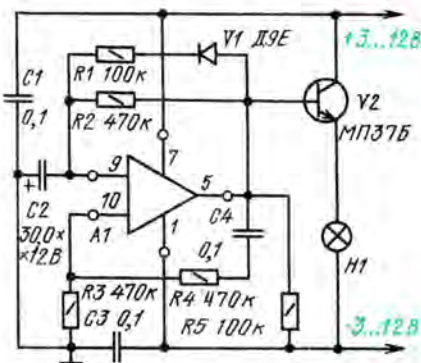 V1 Д9Е
+3...12В
C1
R1 100к
0,1
R2 470к
V2
МП37Б
9
7
5
+
C2
10
1
C4
30,0×
×12В
A1
0,1
H1
R3 470к
R4 470к
C3 0,1
R5 100к
-3...12В